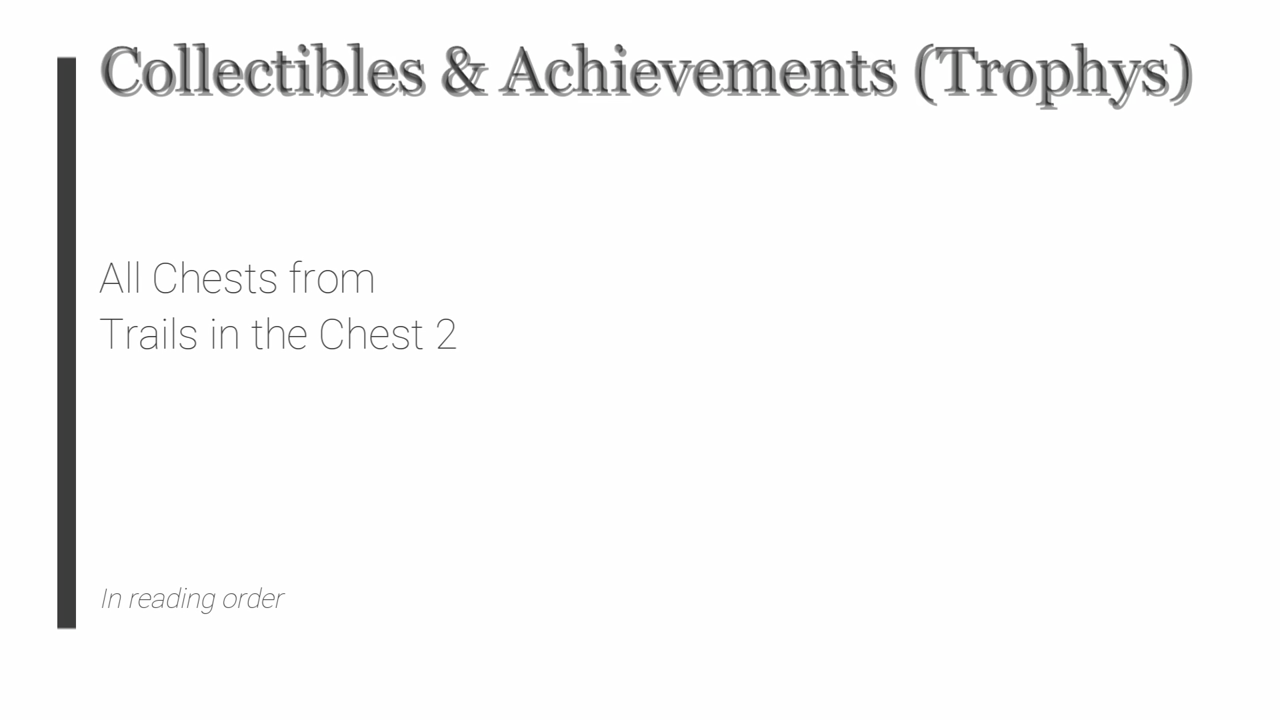 Collectibles & Achievements (Trophys)
All Chests from
Trails in the Chest 2
In reading order